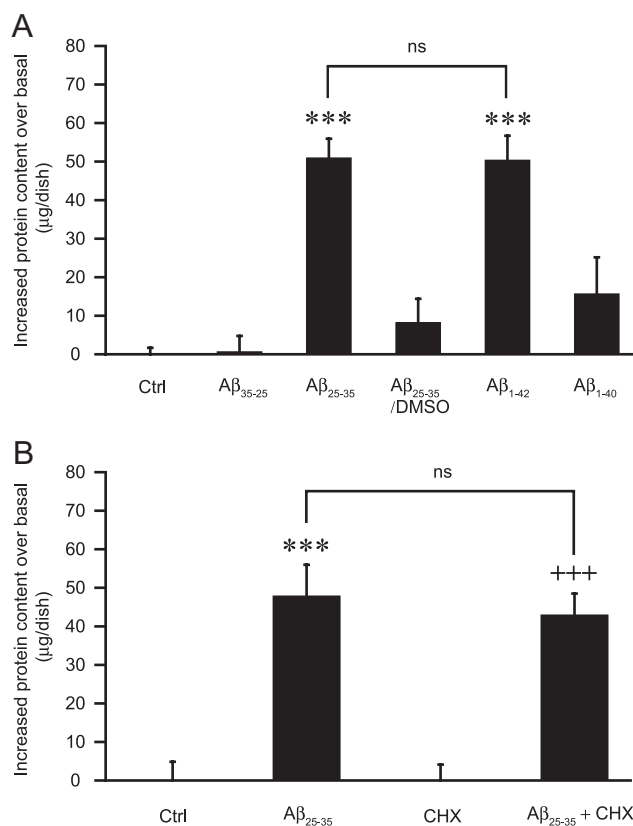 A
Increased protein content over basal
(µg/dish)
80
70
60
50
40
30
20
10
0
ns
***
***
Ctrl
Aβ35-25
Aβ25-35
Aβ25-35
/DMSO
Aβ1-42
Aβ1-40
B
Increased protein content over basal
(µg/dish)
80
70
60
50
40
30
20
10
0
ns
***
+++
Ctrl
Aβ25-35
CHX
Aβ25-35 + CHX